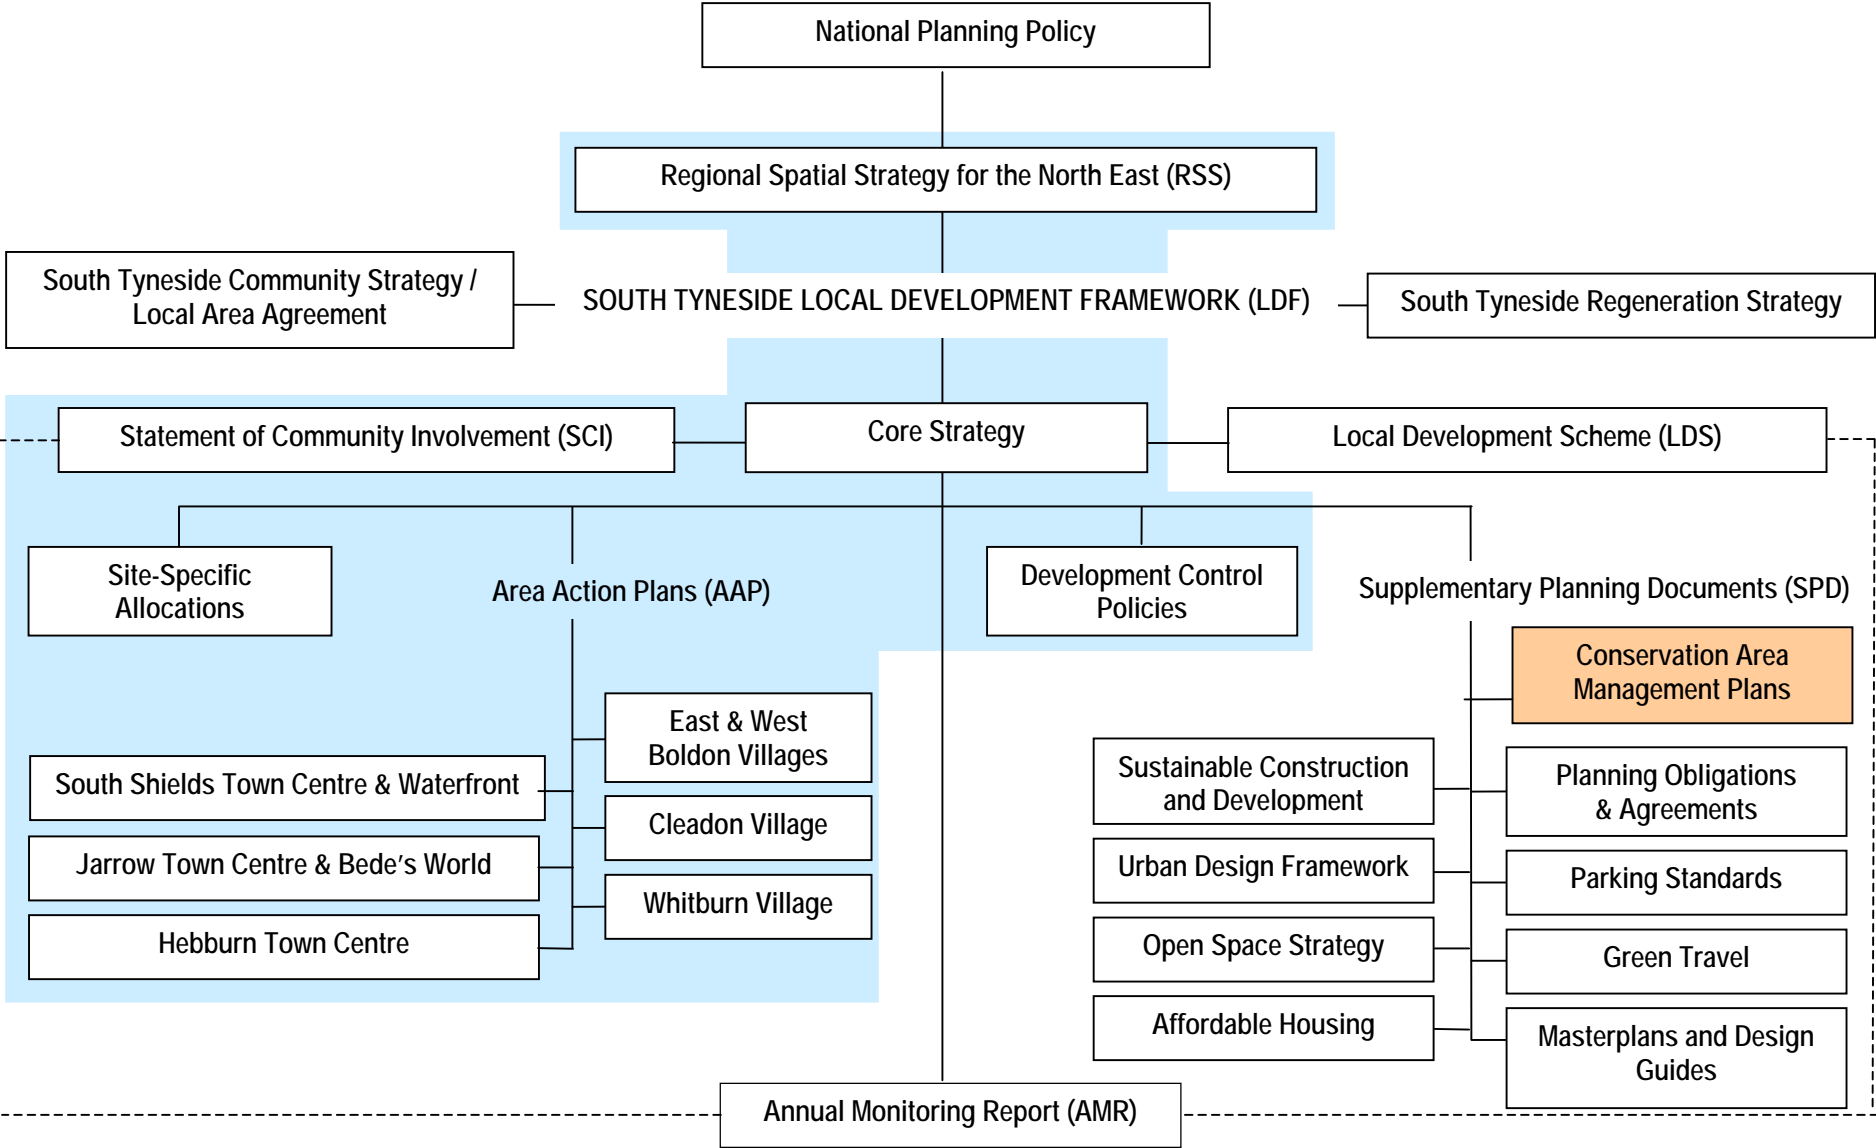 National Planning Policy
Regional Spatial Strategy for the North East (RSS)
South Tyneside Community Strategy /
Local Area Agreement
SOUTH TYNESIDE LOCAL DEVELOPMENT FRAMEWORK (LDF)
South Tyneside Regeneration Strategy
Statement of Community Involvement (SCI)
Core Strategy
Local Development Scheme (LDS)
Site-Specific
Allocations
Area Action Plans (AAP)
Development Control
Policies
Supplementary Planning Documents (SPD)
Conservation Area
Management Plans
East & West
Boldon Villages
South Shields Town Centre & Waterfront
Cleadon Village
Jarrow Town Centre & Bede's World
Whitburn Village
Hebburn Town Centre
Sustainable Construction
and Development
Planning Obligations
& Agreements
Urban Design Framework
Parking Standards
Open Space Strategy
Green Travel
Affordable Housing
Masterplans and Design
Guides
Annual Monitoring Report (AMR)